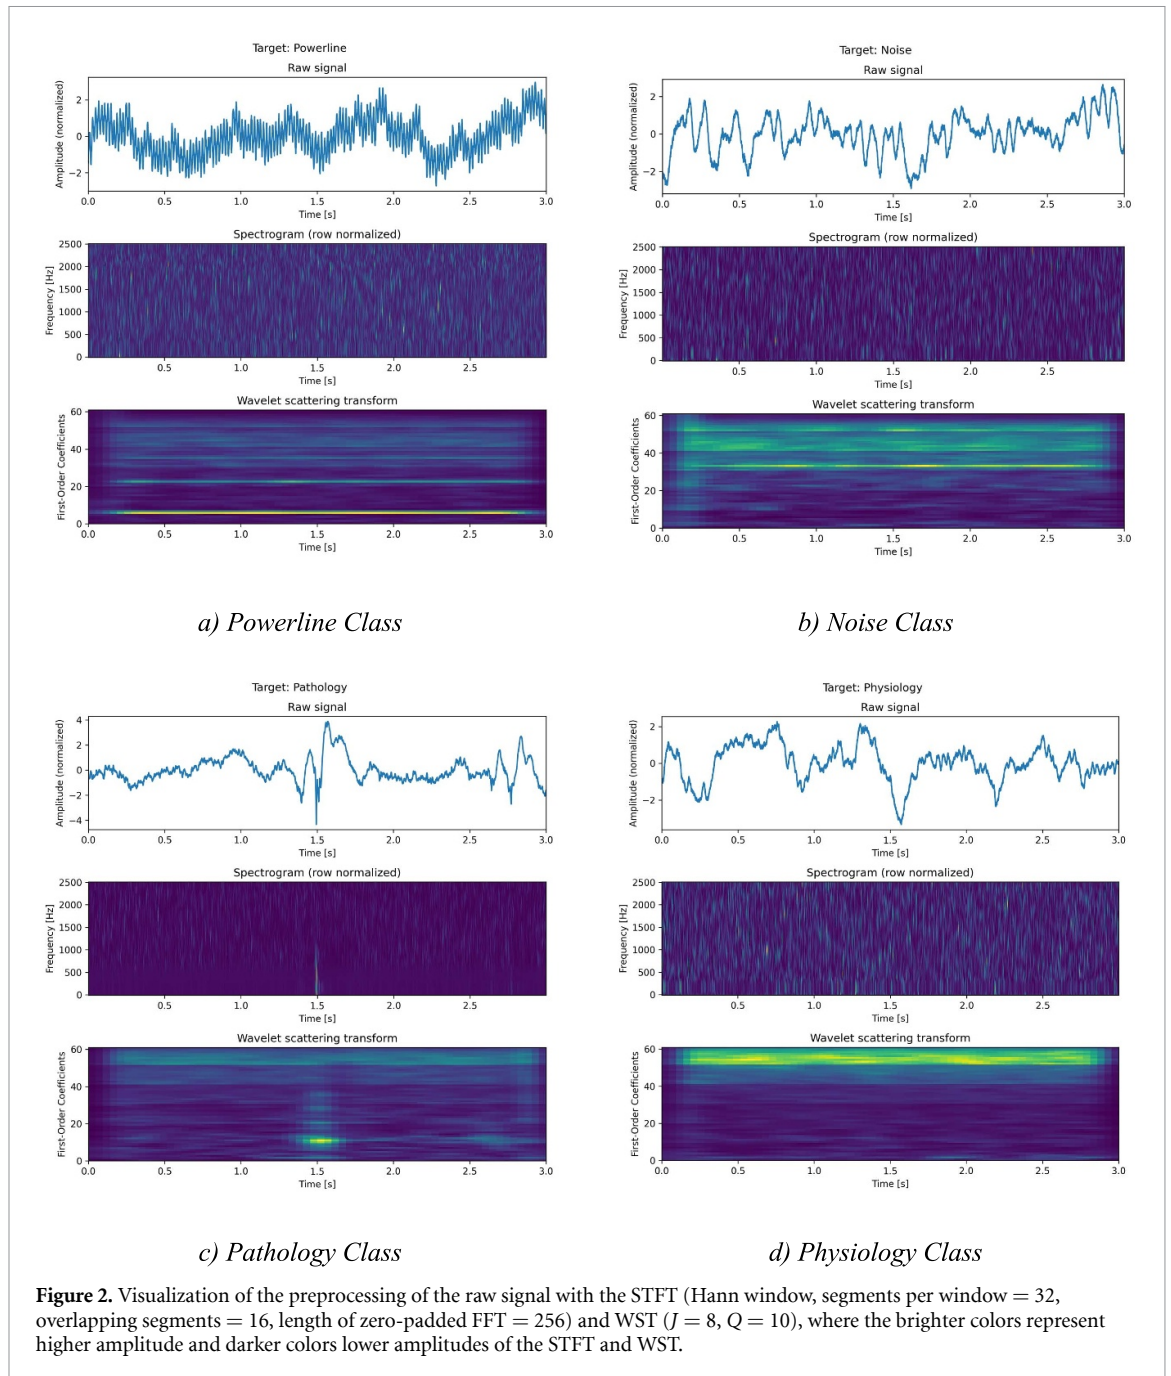 Target: Powerline
Raw signal
Amplitude (normalized)
2
0
−2
0.0 0.5 1.0 1.5 2.0 2.5 3.0
Time [s]
Spectrogram (row normalized)
Frequency [Hz]
2500
2000
1500
1000
500
0
0.5 1.0 1.5 2.0 2.5
Time [s]
Wavelet scattering transform
First-Order Coefficients
60
40
20
0
0.0 0.5 1.0 1.5 2.0 2.5 3.0
Time [s]
a) Powerline Class
Target: Noise
Raw signal
Amplitude (normalized)
2
0
−2
0.0 0.5 1.0 1.5 2.0 2.5 3.0
Time [s]
Spectrogram (row normalized)
Frequency [Hz]
2500
2000
1500
1000
500
0
0.5 1.0 1.5 2.0 2.5
Time [s]
Wavelet scattering transform
First-Order Coefficients
60
40
20
0
0.0 0.5 1.0 1.5 2.0 2.5 3.0
Time [s]
b) Noise Class
Target: Pathology
Raw signal
Amplitude (normalized)
4
2
0
−2
−4
0.0 0.5 1.0 1.5 2.0 2.5 3.0
Time [s]
Spectrogram (row normalized)
Frequency [Hz]
2500
2000
1500
1000
500
0
0.5 1.0 1.5 2.0 2.5
Time [s]
Wavelet scattering transform
First-Order Coefficients
60
40
20
0
0.0 0.5 1.0 1.5 2.0 2.5 3.0
Time [s]
c) Pathology Class
Target: Physiology
Raw signal
Amplitude (normalized)
2
0
−2
0.0 0.5 1.0 1.5 2.0 2.5 3.0
Time [s]
Spectrogram (row normalized)
Frequency [Hz]
2500
2000
1500
1000
500
0
0.5 1.0 1.5 2.0 2.5
Time [s]
Wavelet scattering transform
First-Order Coefficients
60
40
20
0
0.0 0.5 1.0 1.5 2.0 2.5 3.0
Time [s]
d) Physiology Class
Figure 2. Visualization of the preprocessing of the raw signal with the STFT (Hann window, segments per window = 32,
overlapping segments = 16, length of zero-padded FFT = 256) and WST (J = 8, Q = 10), where the brighter colors represent
higher amplitude and darker colors lower amplitudes of the STFT and WST.